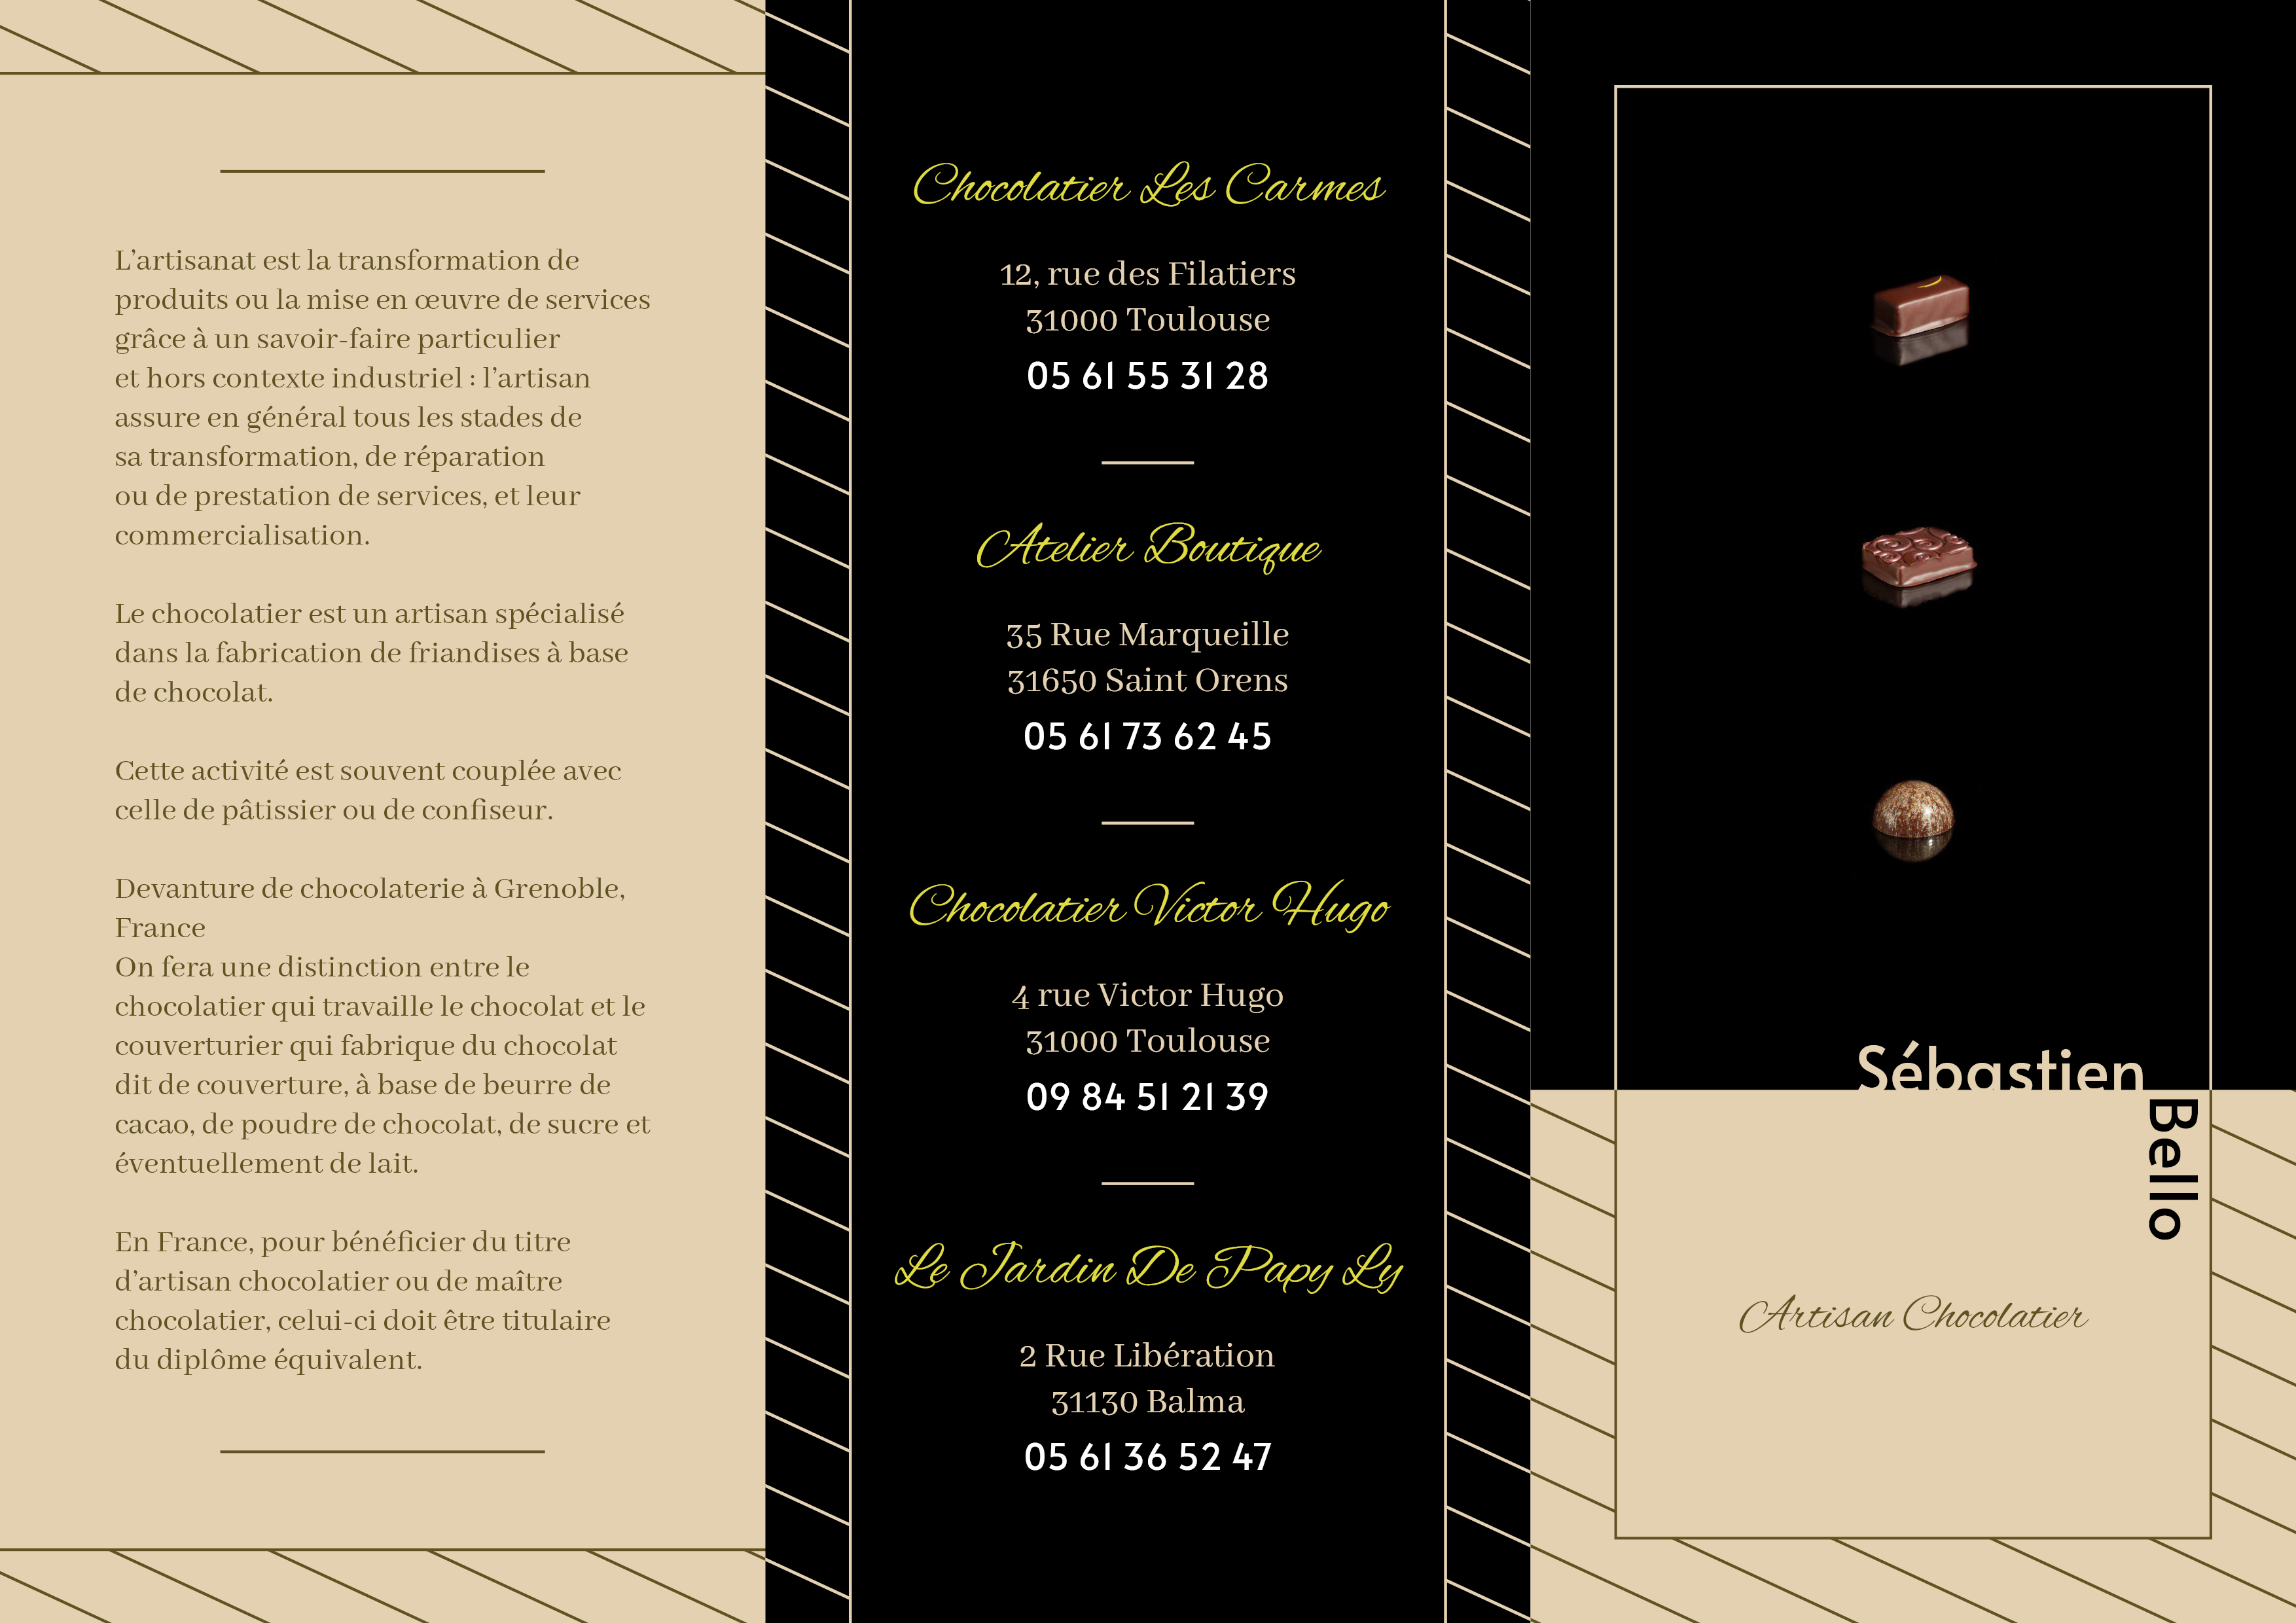 L’artisanat est la transformation de
produits ou la mise en œuvre de services
grâce à un savoir-faire particulier
et hors contexte industriel : l’artisan
assure en général tous les stades de
sa transformation, de réparation
ou de prestation de services, et leur
commercialisation.
Le chocolatier est un artisan spécialisé
dans la fabrication de friandises à base
de chocolat.
Cette activité est souvent couplée avec
celle de pâtissier ou de confiseur.
Devanture de chocolaterie à Grenoble,
France
On fera une distinction entre le
chocolatier qui travaille le chocolat et le
couverturier qui fabrique du chocolat
dit de couverture, à base de beurre de
cacao, de poudre de chocolat, de sucre et
éventuellement de lait.
En France, pour bénéficier du titre
d’artisan chocolatier ou de maître
chocolatier, celui-ci doit être titulaire
du diplôme équivalent.
Chocolatier Les Carmes
12, rue des Filatiers
31000 Toulouse
05 61 55 31 28
Atelier Boutique
35 Rue Marqueille
31650 Saint Orens
05 61 73 62 45
Chocolatier Victor Hugo
4 rue Victor Hugo
31000 Toulouse
09 84 51 21 39
Le Jardin De Papy Ly
2 Rue Libération
31130 Balma
05 61 36 52 47
Sébastien
Bello
Artisan Chocolatier